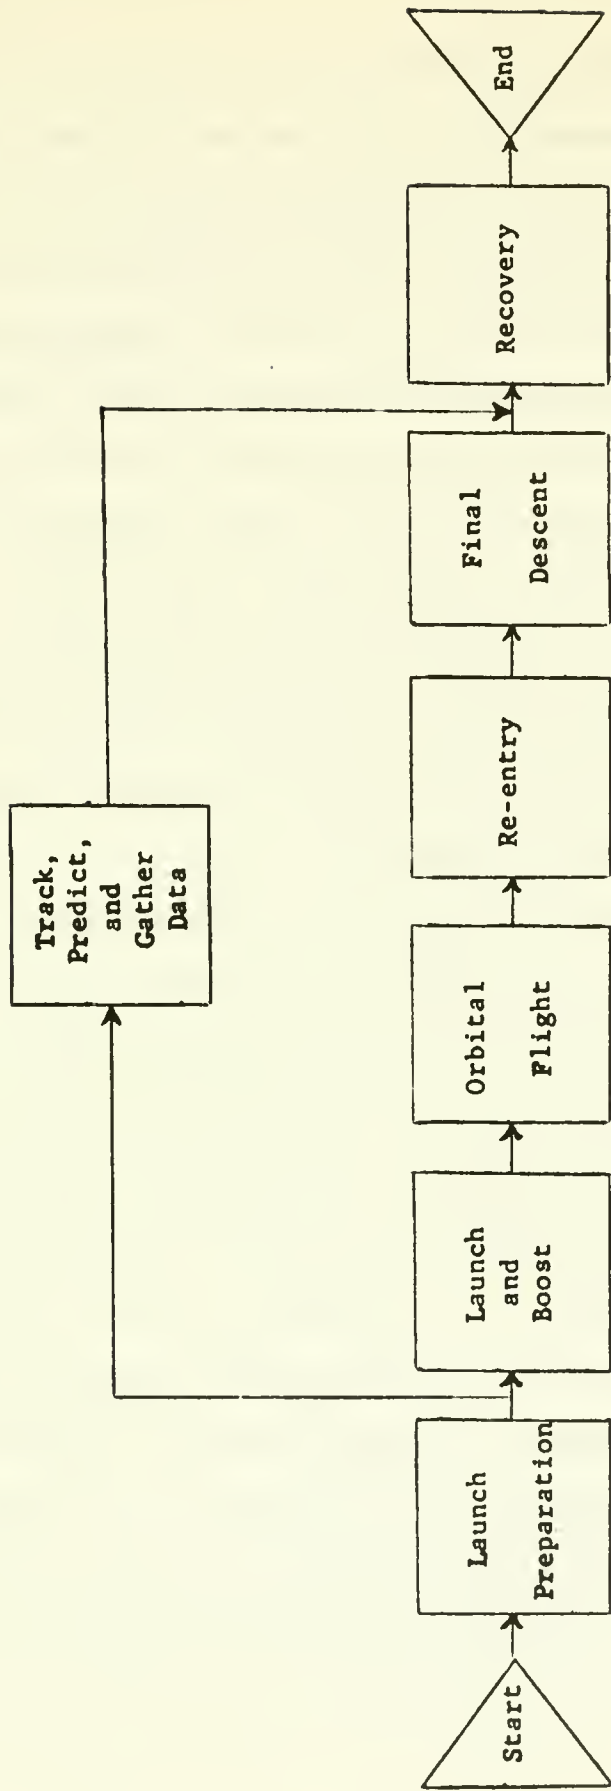 Track,
Predict,
and
Gather
Data
Start
Launch
Preparation
Launch
and
Boost
Orbital
Flight
Re-entry
Final
Descent
Recovery
End